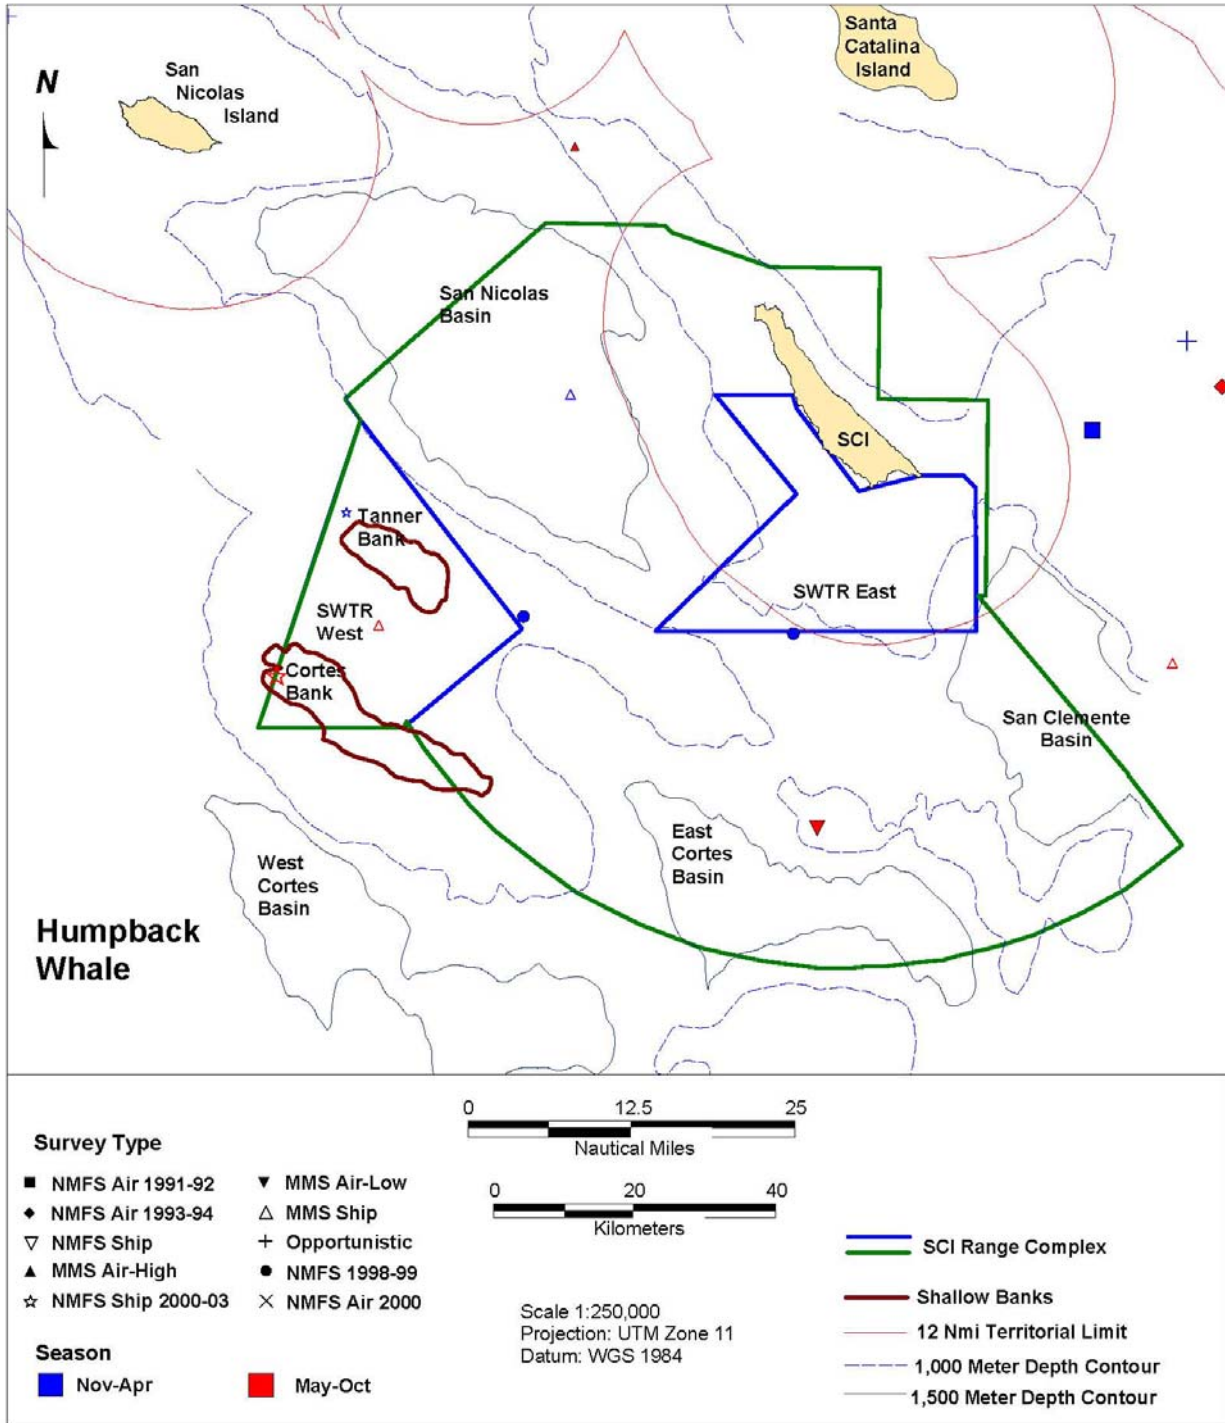 Santa
Catalina
Island
San
Nicolas
Island
N
San Nicolas
Basin
SCI
Tanner
Bank
SWTR East
SWTR
West
Cortes
Bank
San Clemente
Basin
East
Cortes
Basin
West
Cortes
Basin
Humpback
Whale
0 12.5 25
Nautical Miles
0 20 40
Kilometers
Survey Type
NMFS Air 1991-92
NMFS Air 1993-94
NMFS Ship
MMS Air-High
NMFS Ship 2000-03
MMS Air-Low
MMS Ship
Opportunistic
NMFS 1998-99
NMFS Air 2000
Season
Nov-Apr
May-Oct
Scale 1:250,000
Projection: UTM Zone 11
Datum: WGS 1984
SCI Range Complex
Shallow Banks
12 Nmi Territorial Limit
1,000 Meter Depth Contour
1,500 Meter Depth Contour